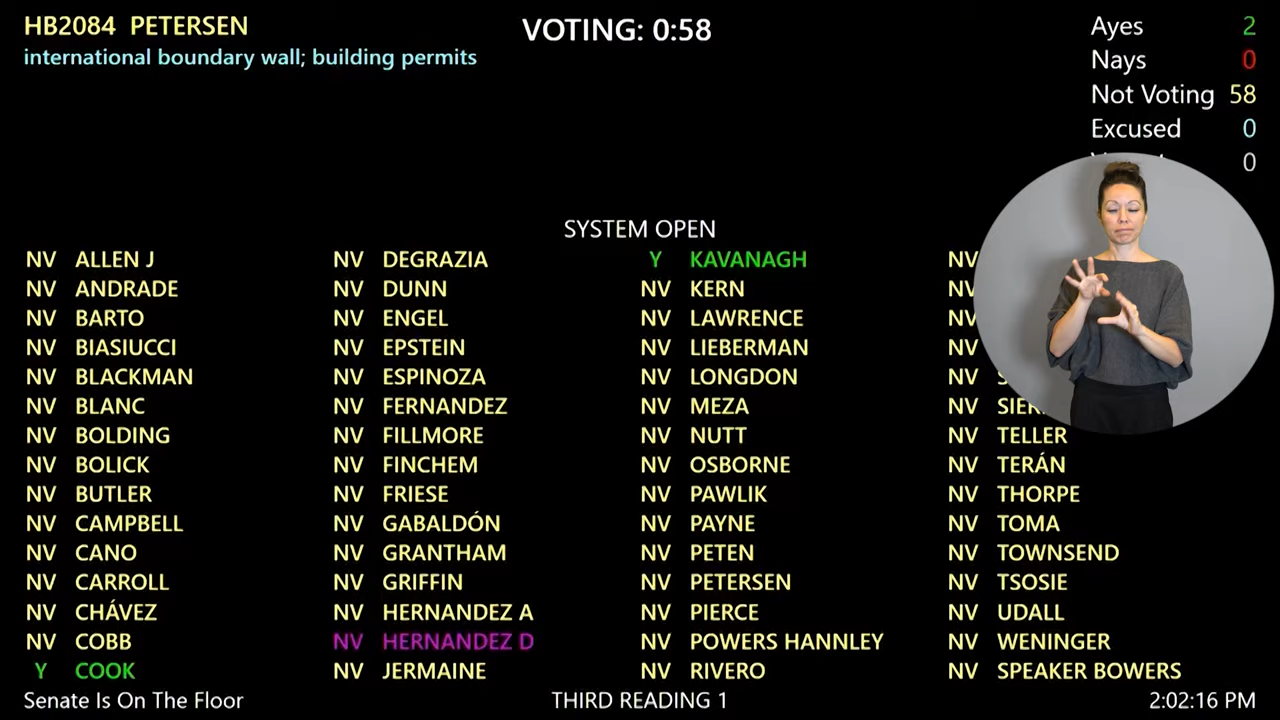 HB2084 PETERSEN
international boundary wall; building permits
VOTING: 0:58
Ayes 2
Nays 0
Not Voting 58
Excused 0
0
SYSTEM OPEN
NV ALLEN J NV DEGRAZIA Y KAVANAGH NV
NV ANDRADE NV DUNN NV KERN NV
NV BARTO NV ENGEL NV LAWRENCE NV
NV BIASIUCCI NV EPSTEIN NV LIEBERMAN NV
NV BLACKMAN NV ESPINOZA NV LONGDON NV
NV BLANC NV FERNANDEZ NV MEZA NV
NV BOLDING NV FILLMORE NV NUTT NV TELLER
NV BOLICK NV FINCHEM NV OSBORNE NV TERÁN
NV BUTLER NV FRIESE NV PAWLIK NV THORPE
NV CAMPBELL NV GABALDÓN NV PAYNE NV TOMA
NV CANO NV GRANTHAM NV PETEN NV TOWNSEND
NV CARROLL NV GRIFFIN NV PETERSEN NV TSOSIE
NV CHÁVEZ NV HERNANDEZ A NV PIERCE NV UDALL
NV COBB NV HERNANDEZ D NV POWERS HANNLEY NV WENINGER
Y COOK NV JERMAINE NV RIVERO NV SPEAKER BOWERS
Senate Is On The Floor THIRD READING 1 2:02:16 PM